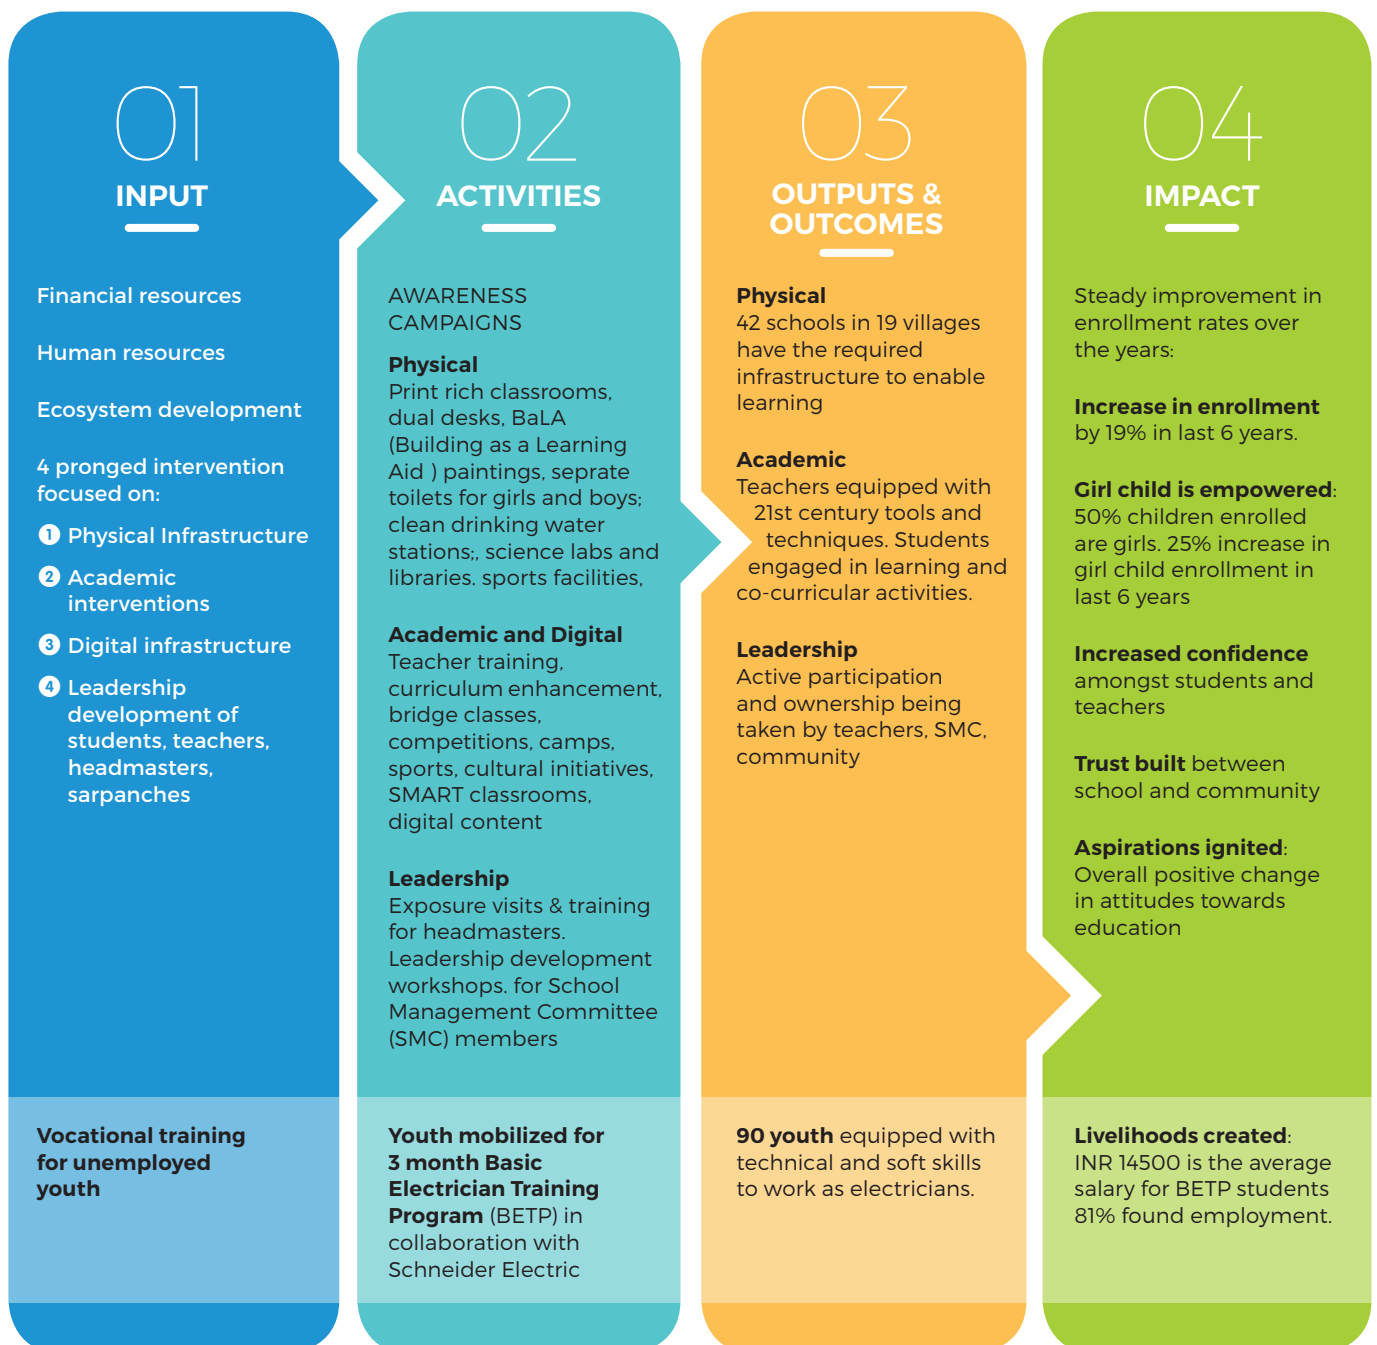 01
INPUT
Financial resources
Human resources
Ecosystem development
4 pronged intervention
focused on:
1 Physical Infrastructure
2 Academic
interventions
3 Digital infrastructure
4 Leadership
development of
students, teachers,
headmasters,
sarpanches
Vocational training
for unemployed
youth
02
ACTIVITIES
AWARENESS
CAMPAIGNS
Physical
Print rich classrooms,
dual desks, BaLA
(Building as a Learning
Aid ) paintings, seprate
toilets for girls and boys;
clean drinking water
stations;, science labs and
libraries. sports facilities,
Academic and Digital
Teacher training,
curriculum enhancement,
bridge classes,
competitions, camps,
sports, cultural initiatives,
SMART classrooms,
digital content
Leadership
Exposure visits & training
for headmasters.
Leadership development
workshops. for School
Management Committee
(SMC) members
Youth mobilized for
3 month Basic
Electrician Training
Program (BETP) in
collaboration with
Schneider Electric
03
OUTPUTS &
OUTCOMES
Physical
42 schools in 19 villages
have the required
infrastructure to enable
learning
Academic
Teachers equipped with
21st century tools and
techniques. Students
engaged in learning and
co-curricular activities.
Leadership
Active participation
and ownership being
taken by teachers, SMC,
community
90 youth equipped with
technical and soft skills
to work as electricians.
04
IMPACT
Steady improvement in
enrollment rates over
the years:
Increase in enrollment
by 19% in last 6 years.
Girl child is empowered:
50% children enrolled
are girls. 25% increase in
girl child enrollment in
last 6 years
Increased confidence
amongst students and
teachers
Trust built between
school and community
Aspirations ignited:
Overall positive change
in attitudes towards
education
Livelihoods created:
INR 14500 is the average
salary for BETP students
81% found employment.